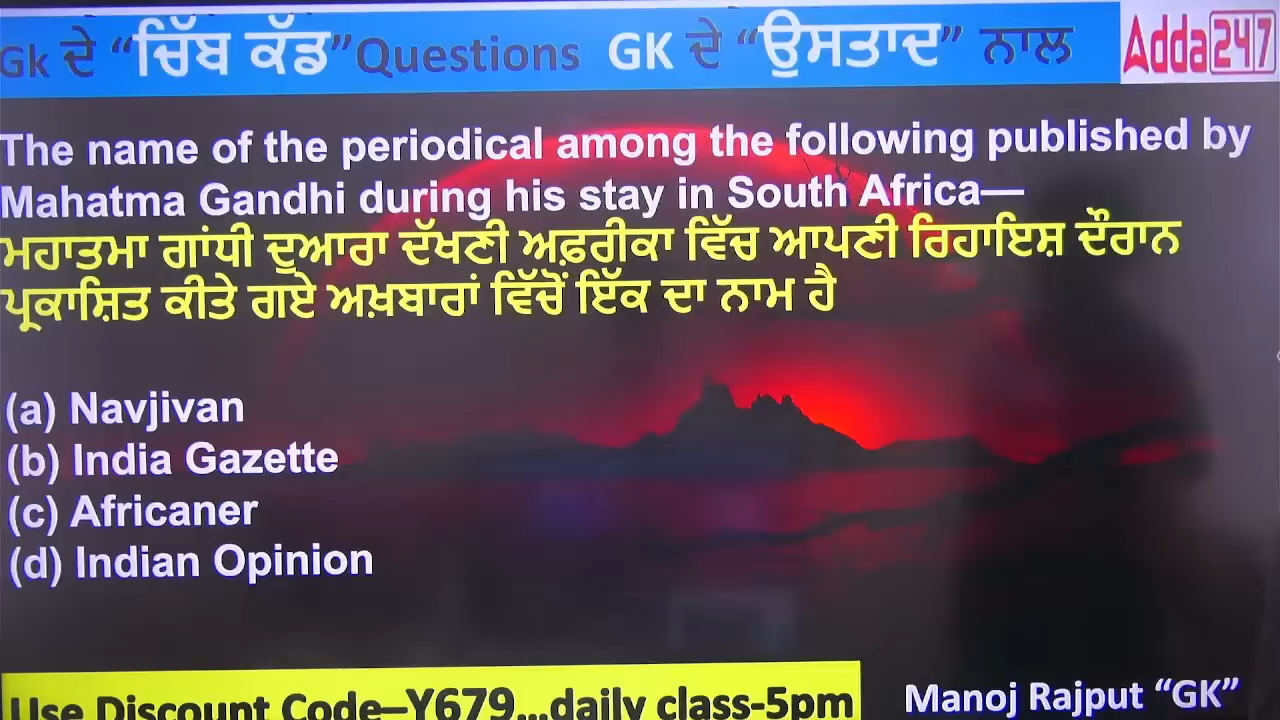 Gk ਦੇ “ਚਿੱਬ ਕੱਡ”Questions GK ਦੇ “ਉਸਤਾਦ” ਨਾਲ
Adda247
The name of the periodical among the following published by
Mahatma Gandhi during his stay in South Africa—
ਮਹਾਤਮਾ ਗਾਂਧੀ ਦੁਆਰਾ ਦੱਖਣੀ ਅਫ਼ਰੀਕਾ ਵਿੱਚ ਆਪਣੀ ਰਿਹਾਇਸ਼ ਦੌਰਾਨ
ਪ੍ਰਕਾਸ਼ਿਤ ਕੀਤੇ ਗਏ ਅਖ਼ਬਾਰਾਂ ਵਿੱਚੋਂ ਇੱਕ ਦਾ ਨਾਮ ਹੈ
(a) Navjivan
(b) India Gazette
(c) Africaner
(d) Indian Opinion
Use Discount Code–Y679...daily class-5pm
Manoj Rajput “GK”